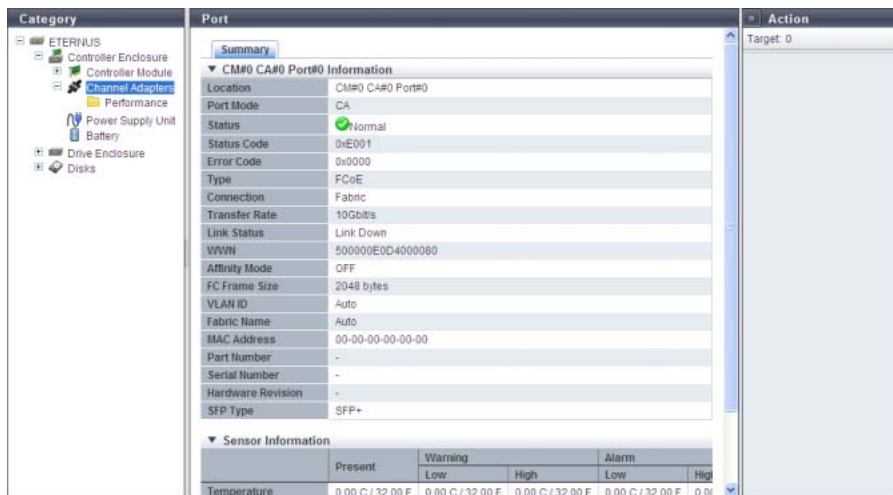 Category
Port
» Action
ETERNUS
Controller Enclosure
Controller Module
Channel Adapters
Performance
Power Supply Unit
Battery
Drive Enclosure
Disks
Target: 0
Summary
▼ CM#0 CA#0 Port#0 Information
Location CM#0 CA#0 Port#0
Port Mode CA
Status Normal
Status Code 0xE001
Error Code 0x0000
Type FCoE
Connection Fabric
Transfer Rate 10Gbit/s
Link Status Link Down
WWN 500000E0D4000080
Affinity Mode OFF
FC Frame Size 2048 bytes
VLAN ID Auto
Fabric Name Auto
MAC Address 00-00-00-00-00-00
Part Number -
Serial Number -
Hardware Revision -
SFP Type SFP+
▼ Sensor Information
Present Warning Alarm
Low High Low
Temperature 0.00 C / 32.00 F 0.00 C / 32.00 F 0.00 C / 32.00 F 0.00 C / 32.00 F